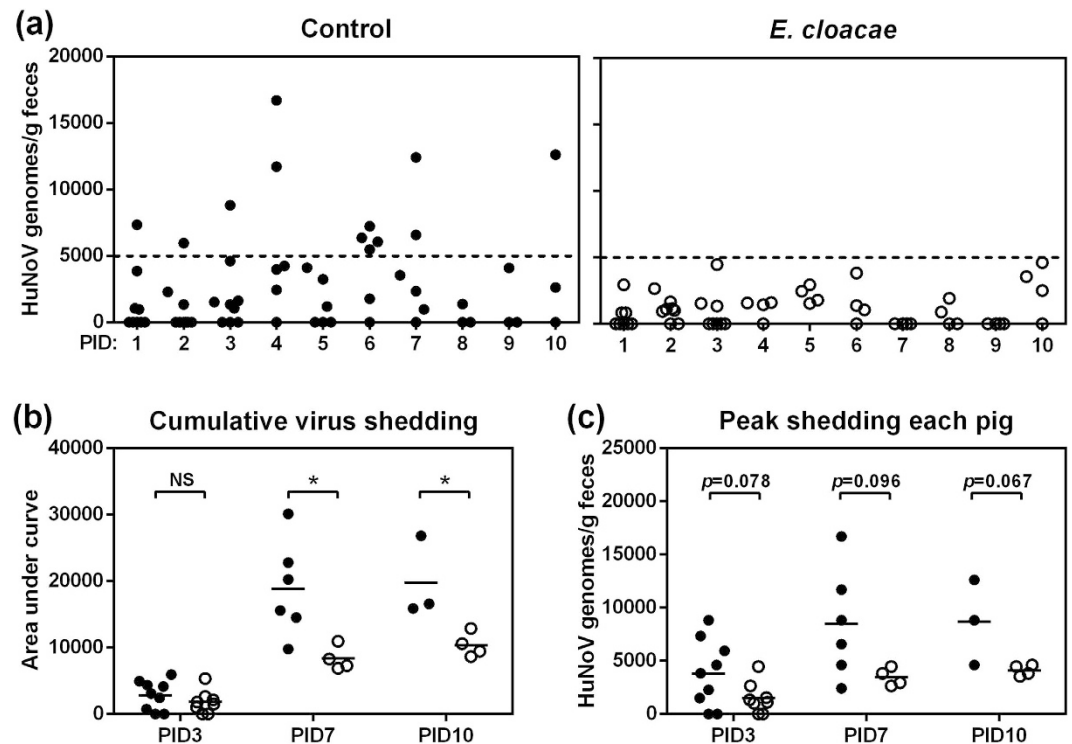 (a)
Control
E. cloacae
HuNoV genomes/g feces
20000
15000
10000
5000
0
PID: 1 2 3 4 5 6 7 8 9 10
1 2 3 4 5 6 7 8 9 10
(b)
Cumulative virus shedding
Area under curve
40000
30000
20000
10000
0
NS
*
*
PID3 PID7 PID10
(c)
Peak shedding each pig
HuNoV genomes/g feces
25000
20000
15000
10000
5000
0
p=0.078
p=0.096
p=0.067
PID3 PID7 PID10